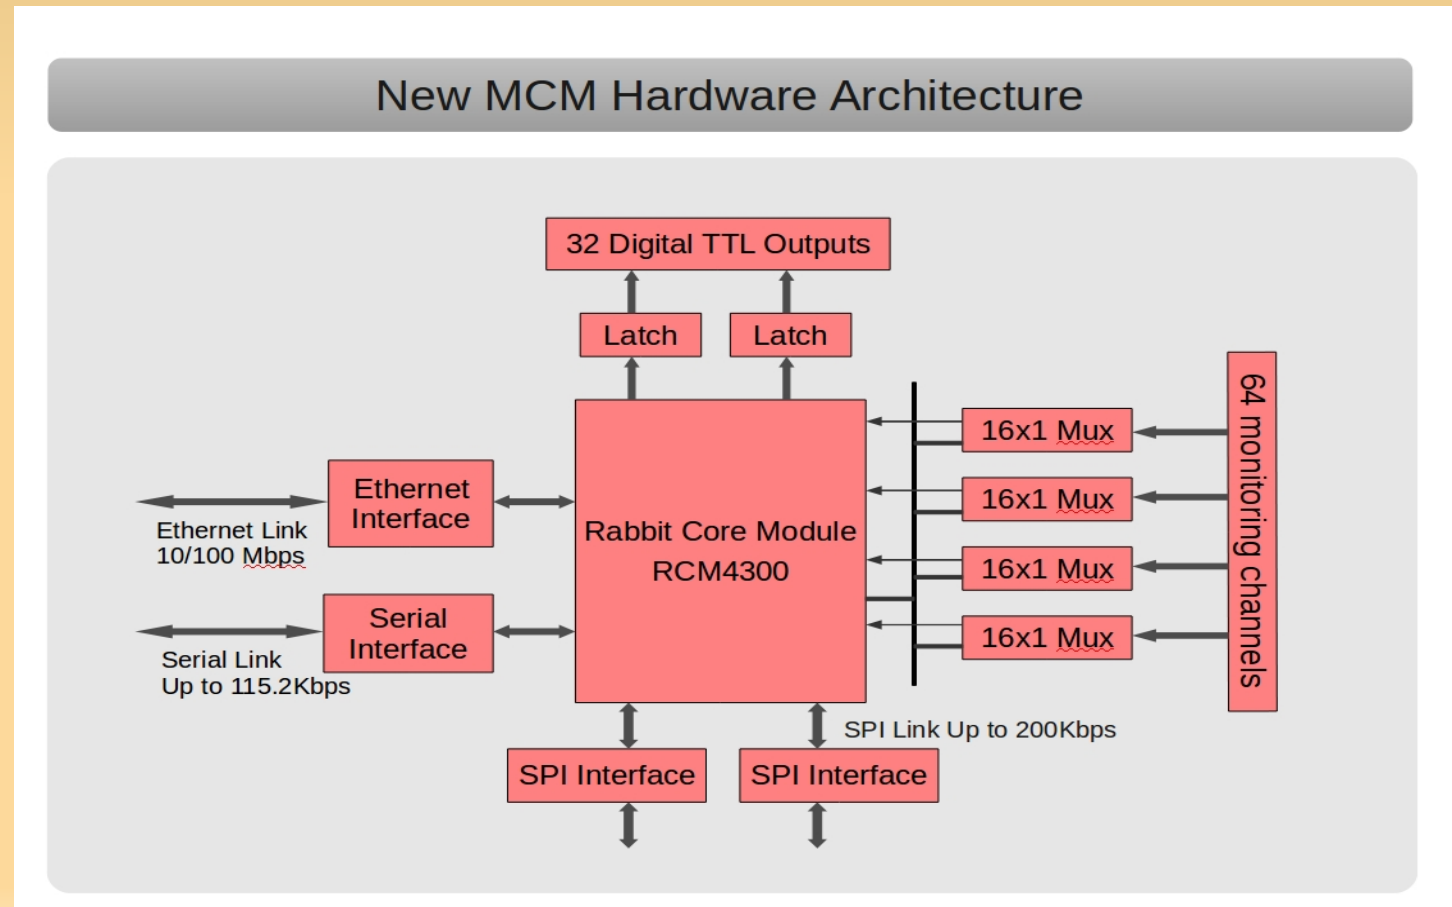 New MCM Hardware Architecture
32 Digital TTL Outputs
Latch
Latch
Ethernet
Interface
Ethernet Link
10/100 Mbps
Serial
Interface
Serial Link
Up to 115.2Kbps
Rabbit Core Module
RCM4300
16x1 Mux
16x1 Mux
16x1 Mux
16x1 Mux
64 monitoring channels
SPI Link Up to 200Kbps
SPI Interface
SPI Interface